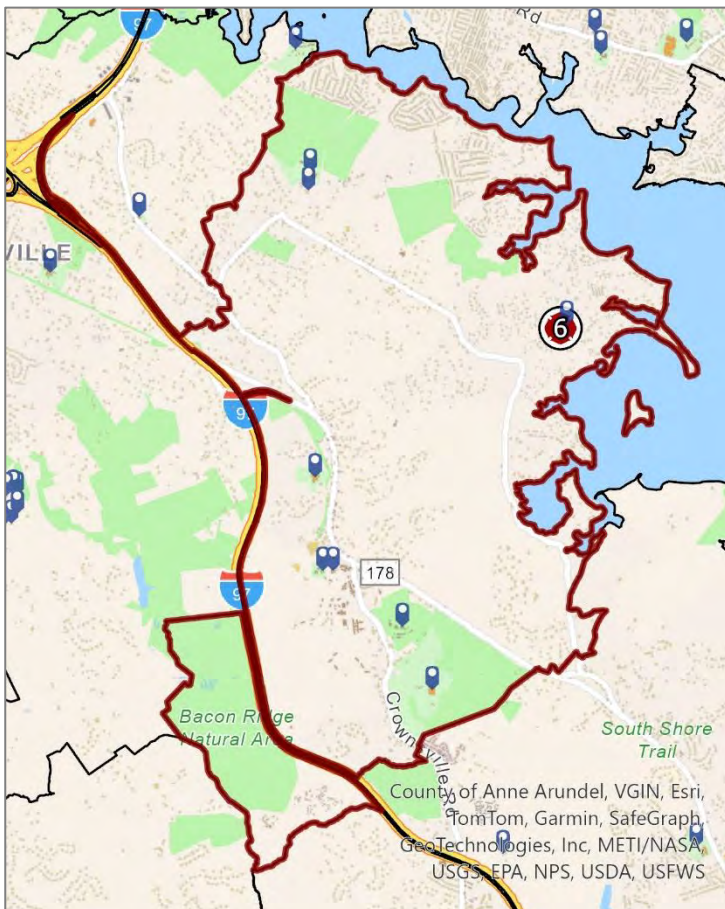 97
Rd
VILLE
6
97
97
178
Bacon Ridge
Natural Area
Crownsville Rd
South Shore
Trail
County of Anne Arundel, VGIN, Esri,
TomTom, Garmin, SafeGraph,
GeoTechnologies, Inc, METI/NASA,
USGS, EPA, NPS, USDA, USFWS